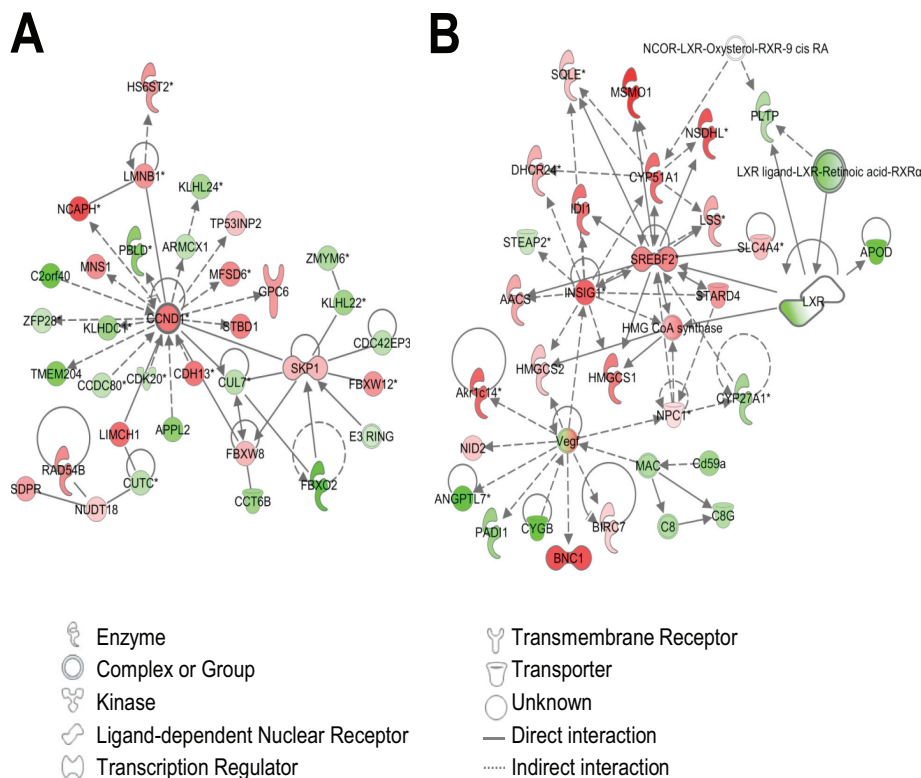 A
B
HS6ST2*
LMNB1*
KLHL24*
NCAPH*
TP53INP2
PBLD*
ARMCX1
ZMYM6*
C2orf40
MNS1
MFSD6*
GPC6
KLHL22*
ZFP28*
KLHDC1*
CCND1*
STBD1
CDC42EP3
TMEM204
CCDC80*
CDK20*
CDH13*
CUL7*
SKP1
FBXW12*
LIMCH1
APPL2
E3 RING
FBXW8
RAD54B
SDPR
CUTC*
FBXO2
NUDT18
CCT6B
NCOR-LXR-Oxysterol-RXR-9 cis RA
SQLE*
MSMO1
PLTP
NSDHL*
DHCR24*
CYP51A1
LXR ligand-LXR-Retinoic acid-RXRα
IDI1
LSS*
STEAP2*
SLC4A4*
APOD
SREBF2*
AACS
INSIG1*
STARD4
LXR
HMG CoA synthase
HMGCS2
HMGCS1
Akr1c14*
NPC1*
CYP27A1*
NID2
Vegf
MAC
Cd59a
ANGPTL7*
PADI1
CYGB
BIRC7
C8
C8G
BNC1
Enzyme
Complex or Group
Kinase
Ligand-dependent Nuclear Receptor
Transcription Regulator
Transmembrane Receptor
Transporter
Unknown
Direct interaction
Indirect interaction